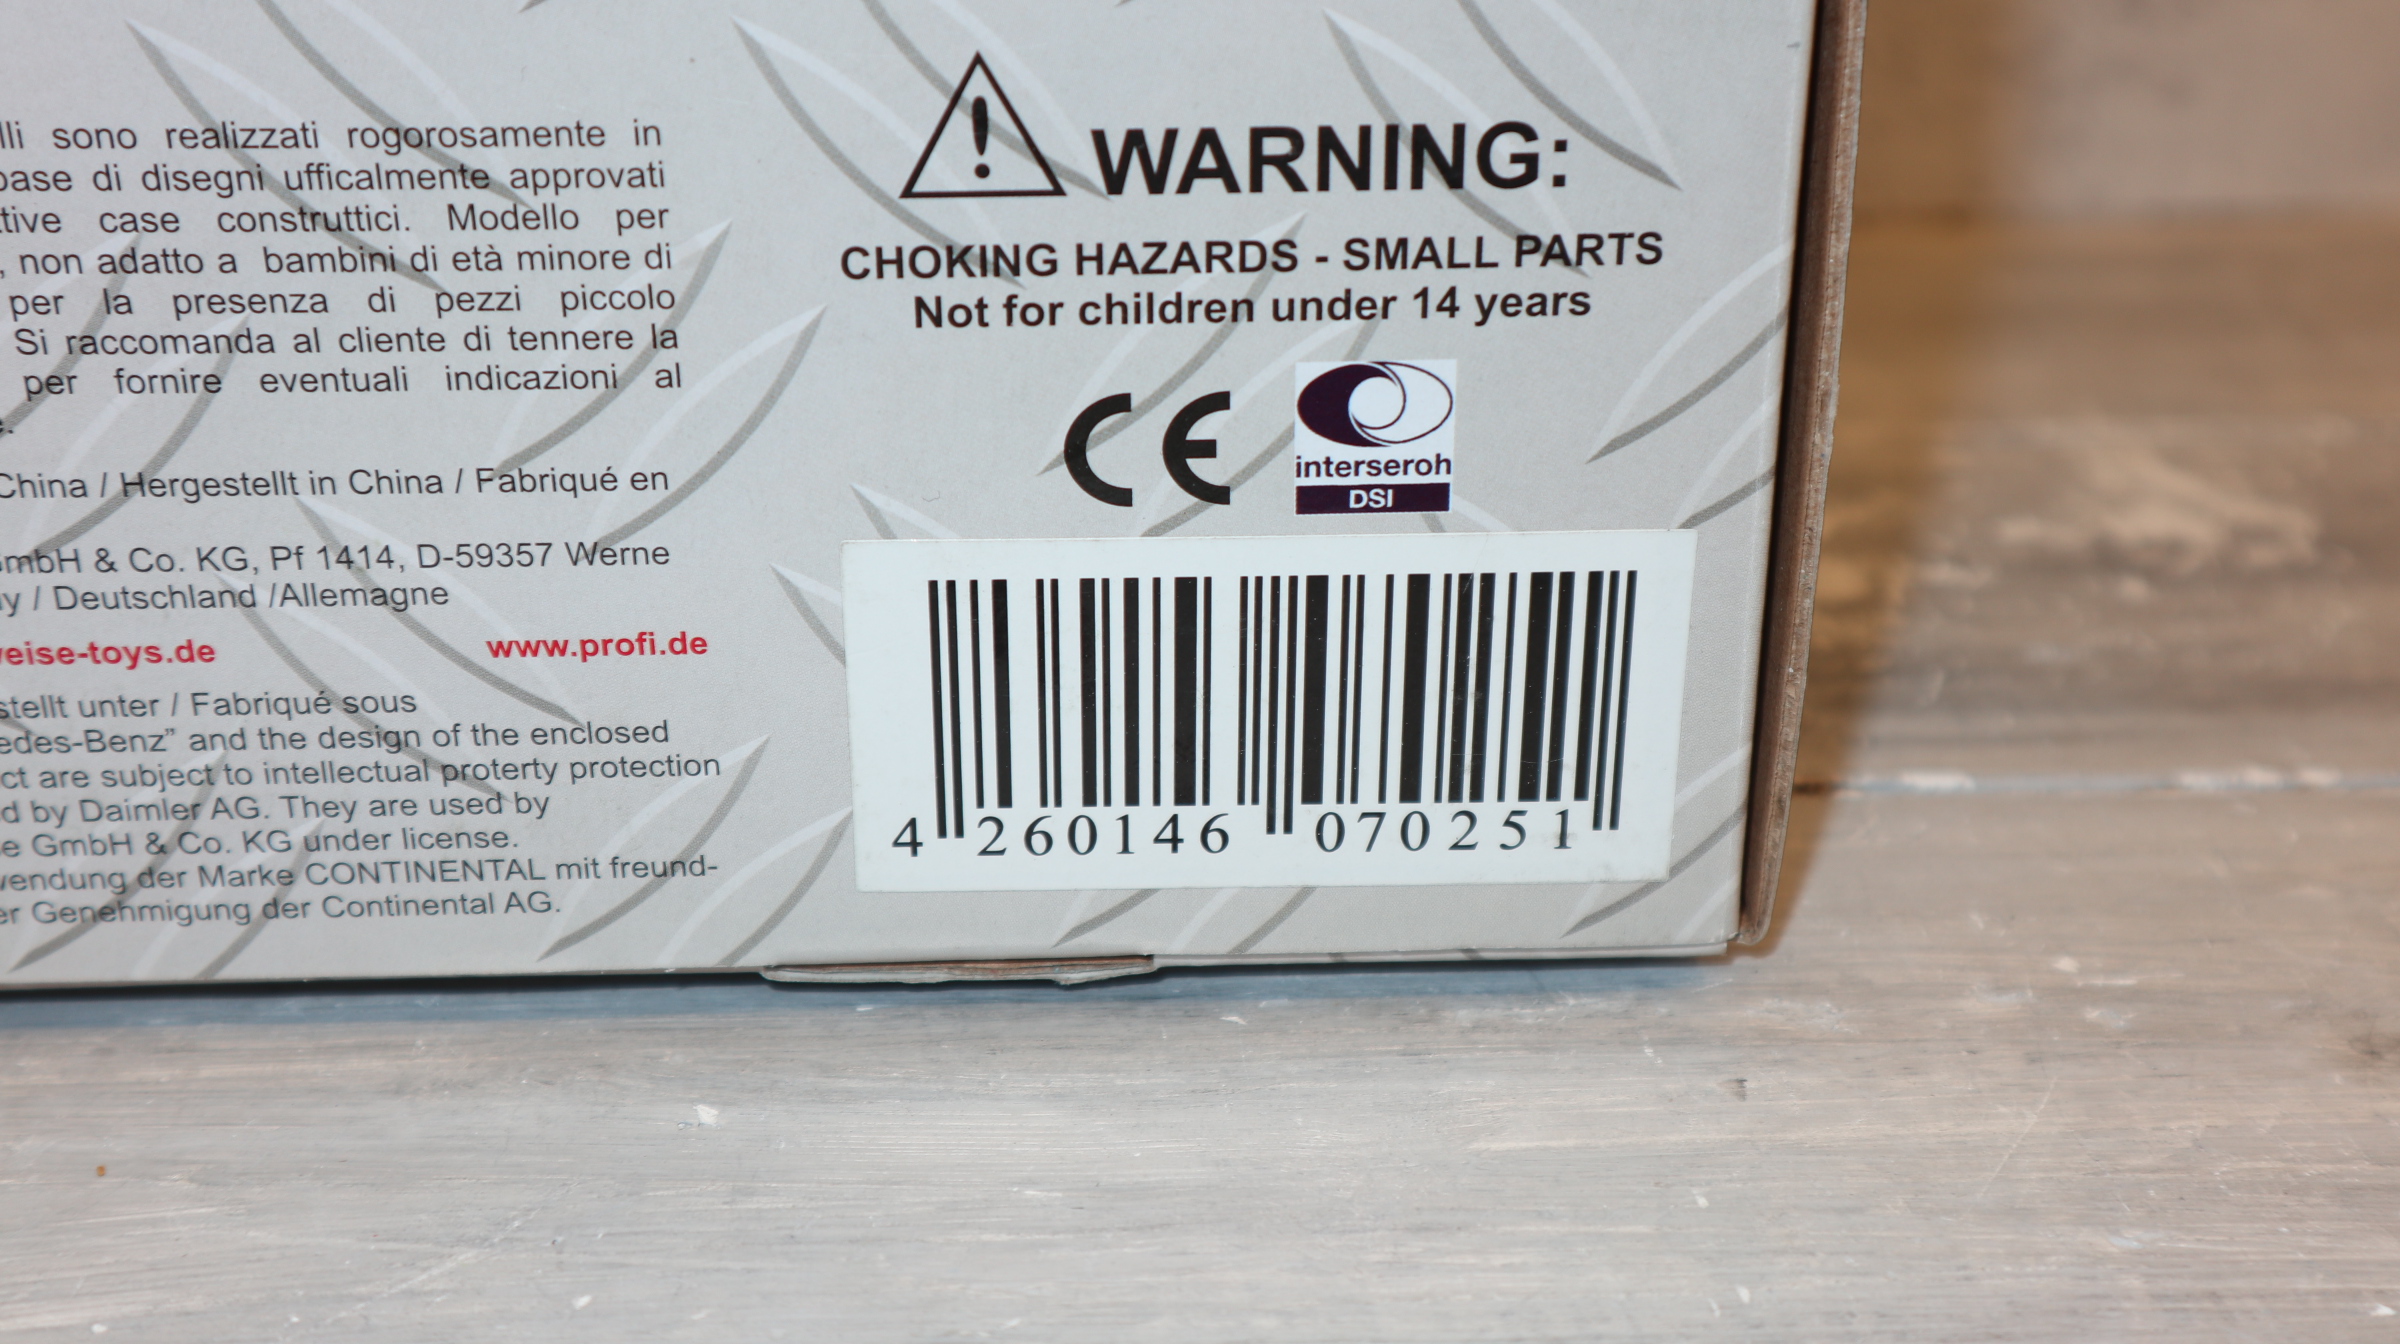 lli sono realizzati rogorosamente in
base di disegni ufficalmente approvati
tive case construttici. Modello per
, non adatto a bambini di età minore di
per la presenza di pezzi piccolo
Si raccomanda al cliente di tennere la
per fornire eventuali indicazioni al
China / Hergestellt in China / Fabriqué en
GmbH & Co. KG, Pf 1414, D-59357 Werne
y / Deutschland /Allemagne
weise-toys.de www.profi.de
stellt unter / Fabriqué sous
edes-Benz” and the design of the enclosed
ct are subject to intellectual proterty protection
d by Daimler AG. They are used by
e GmbH & Co. KG under license.
wendung der Marke CONTINENTAL mit freund-
er Genehmigung der Continental AG.
! WARNING:
CHOKING HAZARDS - SMALL PARTS
Not for children under 14 years
CE
interseroh
DSI
4 260146 070251